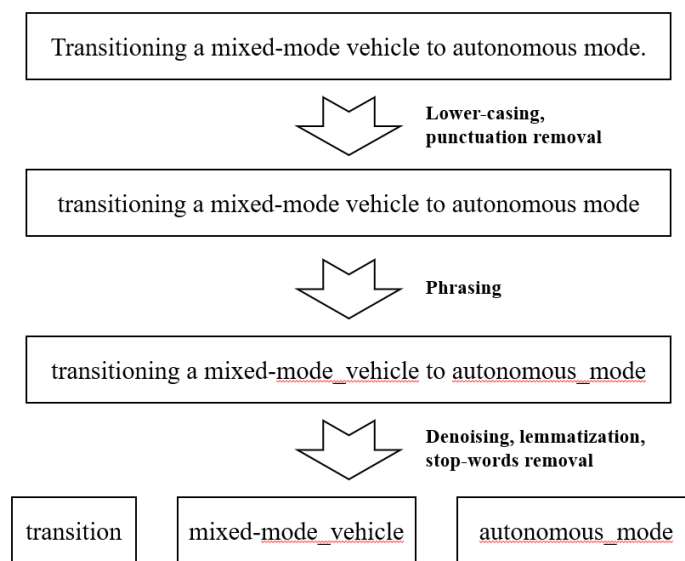 Transitioning a mixed-mode vehicle to autonomous mode.
Lower-casing,
punctuation removal
transitioning a mixed-mode vehicle to autonomous mode
Phrasing
transitioning a mixed-mode_vehicle to autonomous_mode
Denoising, lemmatization,
stop-words removal
transition
mixed-mode_vehicle
autonomous_mode